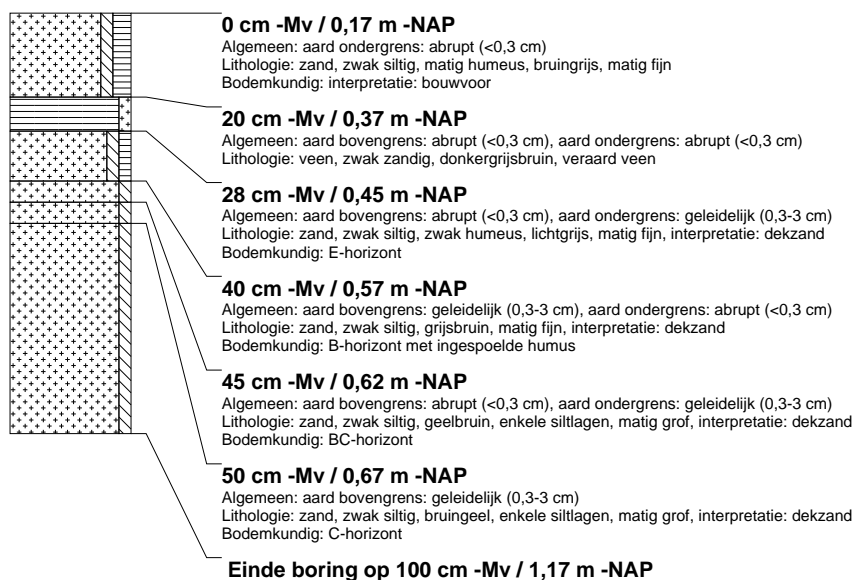 0 cm -Mv / 0,17 m -NAP
Algemeen: aard ondergrens: abrupt (<0,3 cm)
Lithologie: zand, zwak siltig, matig humeus, bruingrijs, matig fijn
Bodemkundig: interpretatie: bouwvoor
20 cm -Mv / 0,37 m -NAP
Algemeen: aard bovengrens: abrupt (<0,3 cm), aard ondergrens: abrupt (<0,3 cm)
Lithologie: veen, zwak zandig, donkergrijsbruin, veraard veen
28 cm -Mv / 0,45 m -NAP
Algemeen: aard bovengrens: abrupt (<0,3 cm), aard ondergrens: geleidelijk (0,3-3 cm)
Lithologie: zand, zwak siltig, zwak humeus, lichtgrijs, matig fijn, interpretatie: dekzand
Bodemkundig: E-horizont
40 cm -Mv / 0,57 m -NAP
Algemeen: aard bovengrens: geleidelijk (0,3-3 cm), aard ondergrens: abrupt (<0,3 cm)
Lithologie: zand, zwak siltig, grijsbruin, matig fijn, interpretatie: dekzand
Bodemkundig: B-horizont met ingespoelde humus
45 cm -Mv / 0,62 m -NAP
Algemeen: aard bovengrens: abrupt (<0,3 cm), aard ondergrens: geleidelijk (0,3-3 cm)
Lithologie: zand, zwak siltig, geelbruin, enkele siltlagen, matig grof, interpretatie: dekzand
Bodemkundig: BC-horizont
50 cm -Mv / 0,67 m -NAP
Algemeen: aard bovengrens: geleidelijk (0,3-3 cm)
Lithologie: zand, zwak siltig, bruingeel, enkele siltlagen, matig grof, interpretatie: dekzand
Bodemkundig: C-horizont
Einde boring op 100 cm -Mv / 1,17 m -NAP